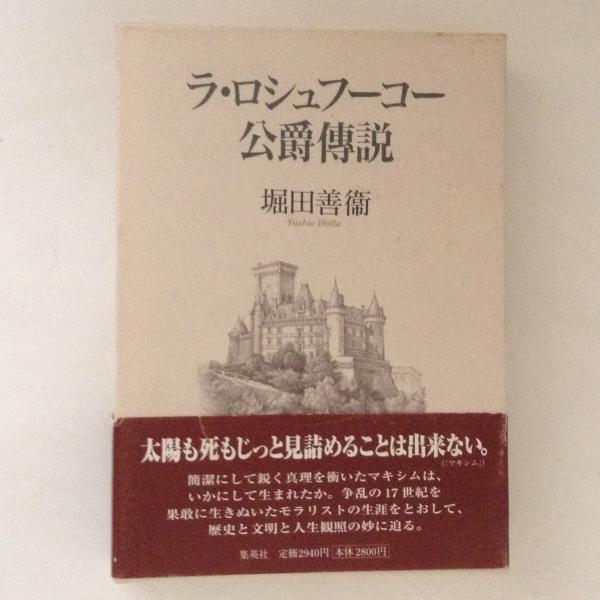 ラ・ロシュフーコー
公爵傳説
堀田善衞
Yoshie Hotta
太陽も死もじっと見詰めることは出来ない。
(「マキシム」)
簡潔にして鋭く真理を衝いたマキシムは、
いかにして生まれたか。争乱の17世紀を
果敢に生きぬいたモラリストの生涯をとおして、
歴史と文明と人生観照の妙に迫る。
集英社 定価2940円 本体2800円